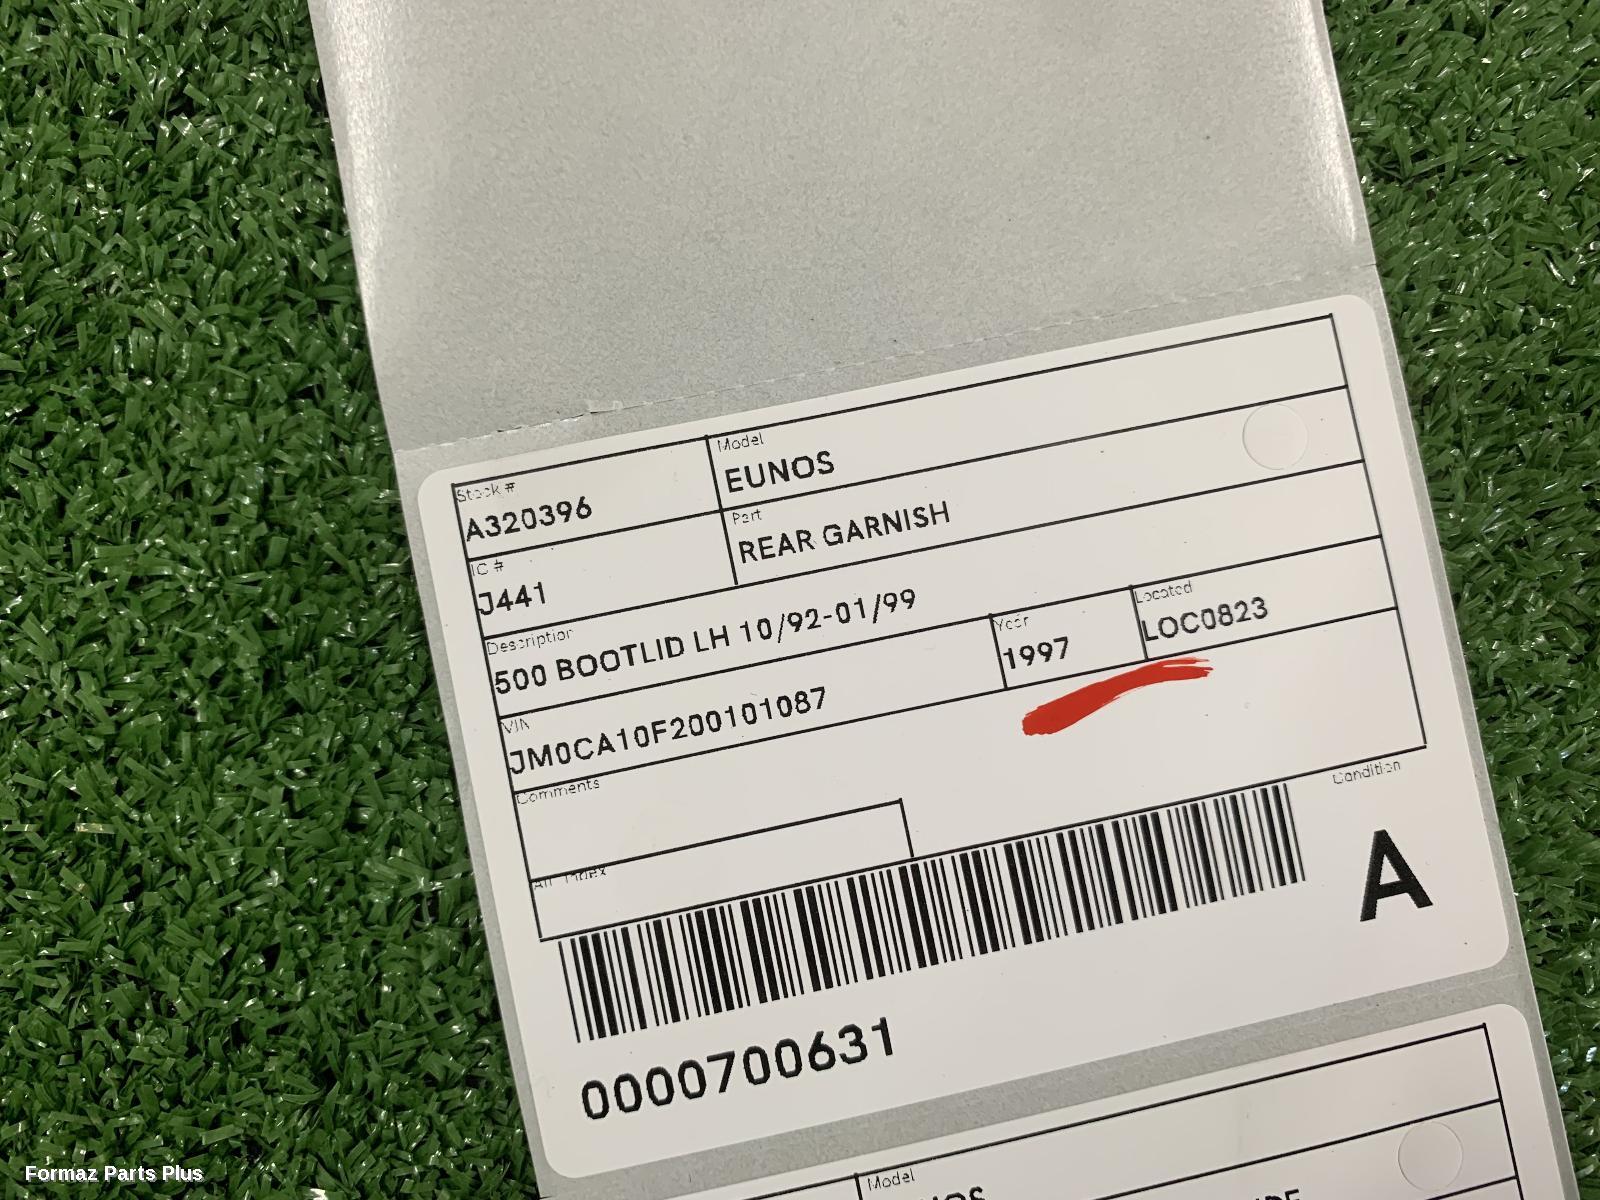 Stock #
A320396
Model
EUNOS
IC #
J441
Part
REAR GARNISH
Description
500 BOOTLID LH 10/92-01/99
VIN
JM0CA10F200101087
Year
1997
Located
LOC0823
Comments
Condition
A
0000700631
Model
Formaz Parts Plus